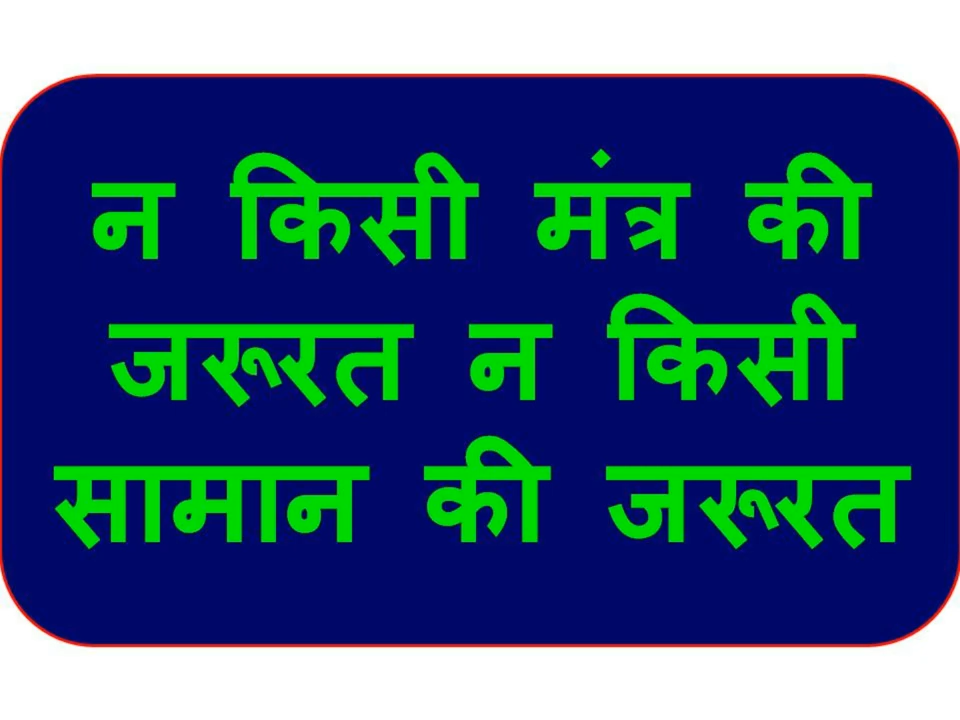 न किसी मंत्र की
जरूरत न किसी
सामान की जरूरत